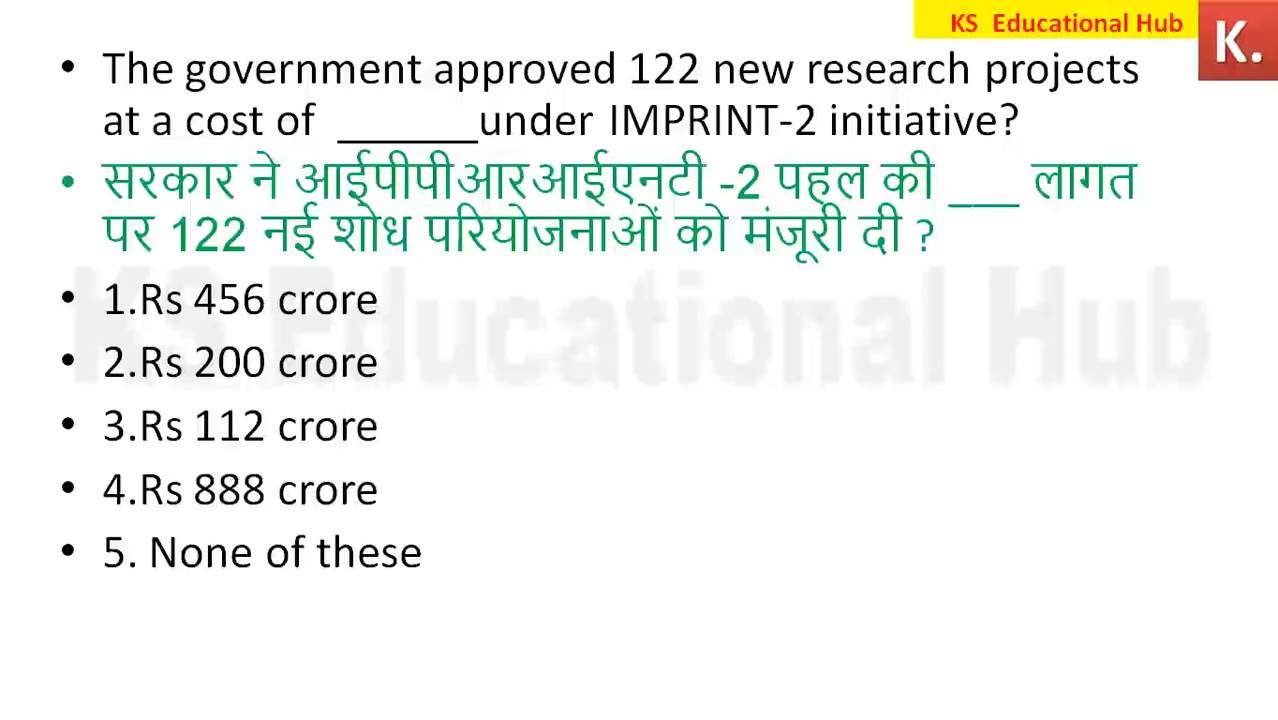 KS Educational Hub
K.
• The government approved 122 new research projects
at a cost of ______under IMPRINT-2 initiative?
• सरकार ने आईपीपीआरआईएनटी -2 पहल की ___ लागत
पर 122 नई शोध परियोजनाओं को मंजूरी दी ?
• 1.Rs 456 crore
• 2.Rs 200 crore
• 3.Rs 112 crore
• 4.Rs 888 crore
• 5. None of these
KS Educational Hub